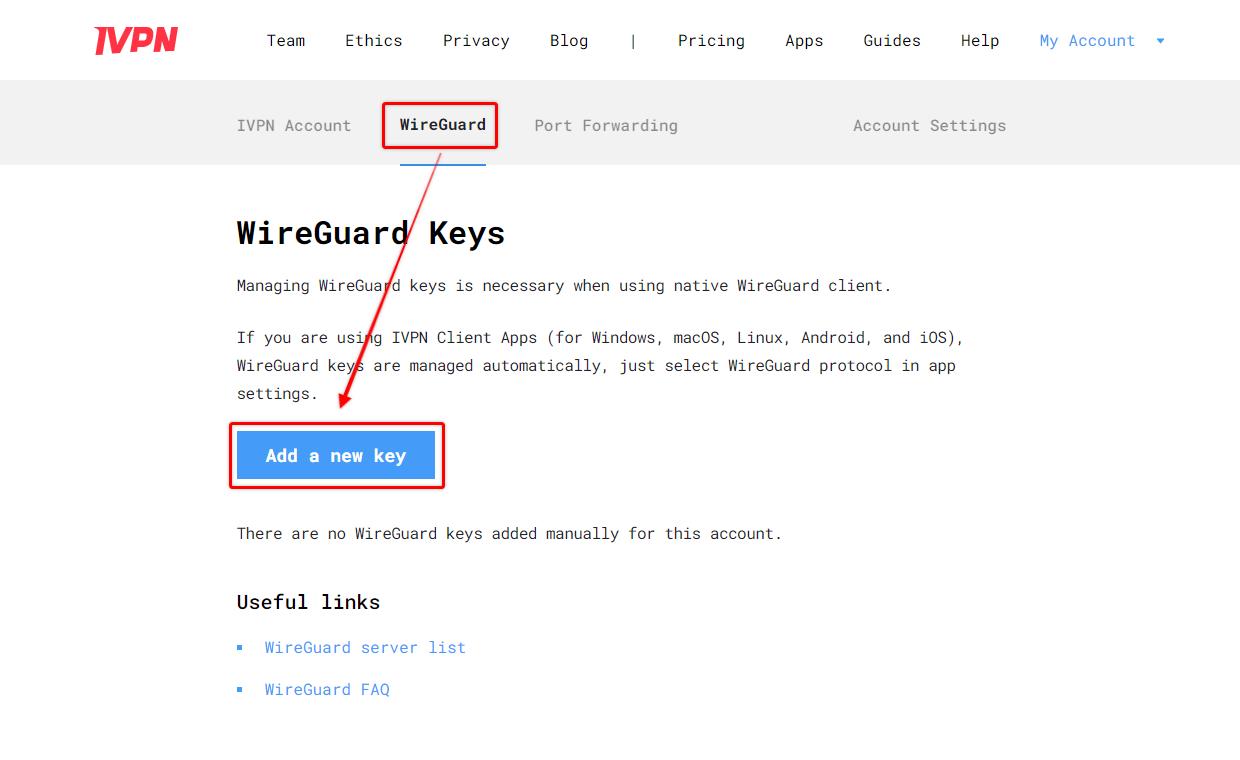 IVPN
Team Ethics Privacy Blog | Pricing Apps Guides Help My Account
IVPN Account WireGuard Port Forwarding Account Settings
WireGuard Keys
Managing WireGuard keys is necessary when using native WireGuard client.
If you are using IVPN Client Apps (for Windows, macOS, Linux, Android, and iOS),
WireGuard keys are managed automatically, just select WireGuard protocol in app
settings.
Add a new key
There are no WireGuard keys added manually for this account.
Useful links
WireGuard server list
WireGuard FAQ